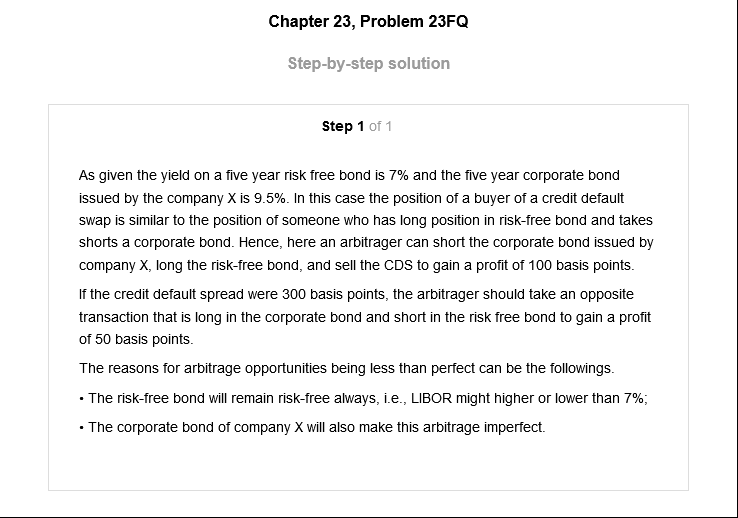 Chapter 23, Problem 23FQ
Step-by-step solution
Step 1 of 1
As given the yield on a five year risk free bond is 7% and the five year corporate bond
issued by the company X is 9.5%. In this case the position of a buyer of a credit default
swap is similar to the position of someone who has long position in risk-free bond and takes
shorts a corporate bond. Hence, here an arbitrager can short the corporate bond issued by
company X, long the risk-free bond, and sell the CDS to gain a profit of 100 basis points.
If the credit default spread were 300 basis points, the arbitrager should take an opposite
transaction that is long in the corporate bond and short in the risk free bond to gain a profit
of 50 basis points.
The reasons for arbitrage opportunities being less than perfect can be the followings.
• The risk-free bond will remain risk-free always, i.e., LIBOR might higher or lower than 7%;
• The corporate bond of company X will also make this arbitrage imperfect.